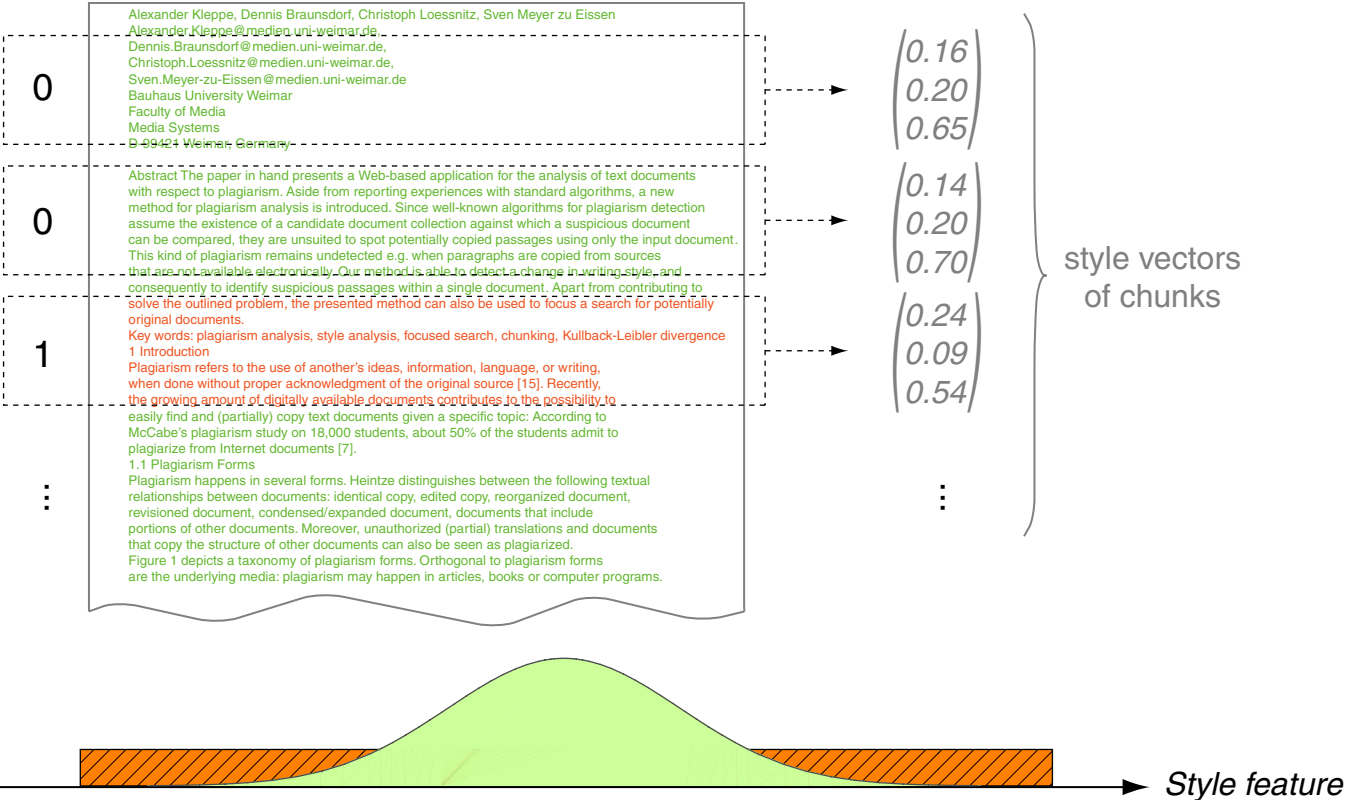 Alexander Kleppe, Dennis Braunsdorf, Christoph Loessnitz, Sven Meyer zu Eissen
Alexander.Kleppe@medien.uni-weimar.de,
Dennis.Braunsdorf@medien.uni-weimar.de,
Christoph.Loessnitz@medien.uni-weimar.de,
Sven.Meyer-zu-Eissen@medien.uni-weimar.de
Bauhaus University Weimar
Faculty of Media
Media Systems
D-99421 Weimar, Germany
0
0.16
0.20
0.65
Abstract The paper in hand presents a Web-based application for the analysis of text documents
with respect to plagiarism. Aside from reporting experiences with standard algorithms, a new
method for plagiarism analysis is introduced. Since well-known algorithms for plagiarism detection
assume the existence of a candidate document collection against which a suspicious document
can be compared, they are unsuited to spot potentially copied passages using only the input document.
This kind of plagiarism remains undetected e.g. when paragraphs are copied from sources
that are not available electronically. Our method is able to detect a change in writing style, and
consequently to identify suspicious passages within a single document. Apart from contributing to
0
0.14
0.20
0.70
solve the outlined problem, the presented method can also be used to focus a search for potentially
original documents.
Key words: plagiarism analysis, style analysis, focused search, chunking, Kullback-Leibler divergence
1 Introduction
Plagiarism refers to the use of another's ideas, information, language, or writing,
when done without proper acknowledgment of the original source [15]. Recently,
the growing amount of digitally available documents contributes to the possibility to
1
0.24
0.09
0.54
easily find and (partially) copy text documents given a specific topic: According to
McCabe's plagiarism study on 18,000 students, about 50% of the students admit to
plagiarize from Internet documents [7].
1.1 Plagiarism Forms
Plagiarism happens in several forms. Heintze distinguishes between the following textual
relationships between documents: identical copy, edited copy, reorganized document,
revisioned document, condensed/expanded document, documents that include
portions of other documents. Moreover, unauthorized (partial) translations and documents
that copy the structure of other documents can also be seen as plagiarized.
Figure 1 depicts a taxonomy of plagiarism forms. Orthogonal to plagiarism forms
are the underlying media: plagiarism may happen in articles, books or computer programs.
⋮
⋮
style vectors
of chunks
Style feature